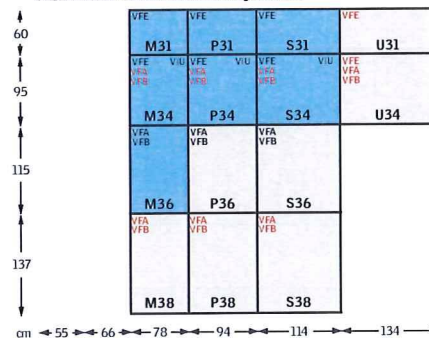 60
VFE
M31
VFE
P31
VFE
S31
VFE
U31
95
VFE VIU
VFA
VFB
M34
VFE VIU
VFA
VFB
P34
VFE VIU
VFA
VFB
S34
VFE
VFA
VFB
U34
115
VFA
VFB
M36
VFA
VFB
P36
VFA
VFB
S36
137
VFA
VFB
M38
VFA
VFB
P38
VFA
VFB
S38
cm 55 66 78 94 114 134